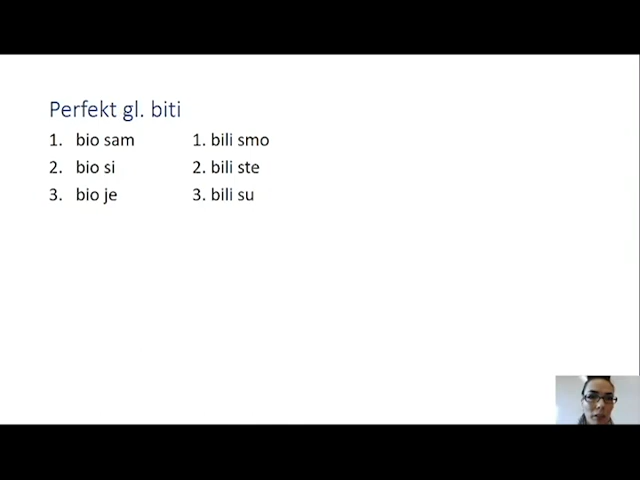 Perfekt gl. biti
1. bio sam 1. bili smo
2. bio si 2. bili ste
3. bio je 3. bili su